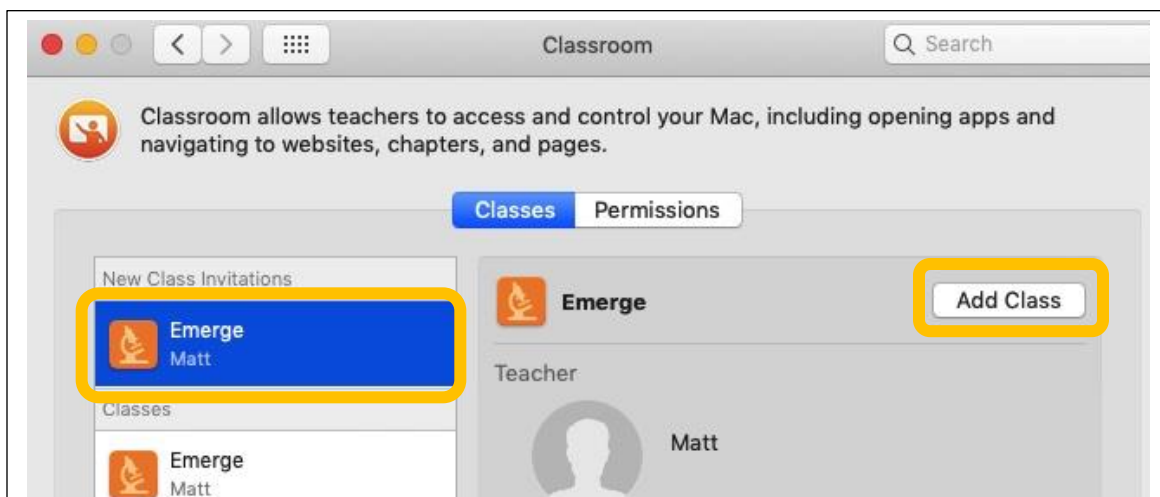 Classroom
Search
Classroom allows teachers to access and control your Mac, including opening apps and
navigating to websites, chapters, and pages.
Classes
Permissions
New Class Invitations
Emerge
Matt
Classes
Emerge
Matt
Emerge
Add Class
Teacher
Matt